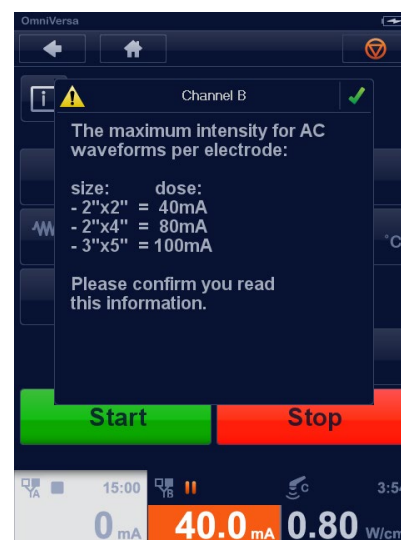 OmniVersa
Channel B
The maximum intensity for AC
waveforms per electrode:
size: dose:
- 2"x2" = 40mA
- 2"x4" = 80mA
- 3"x5" = 100mA
Please confirm you read
this information.
°C
Start Stop
A 15:00 B C 3:54
0 mA 40.0 mA 0.80 W/cm